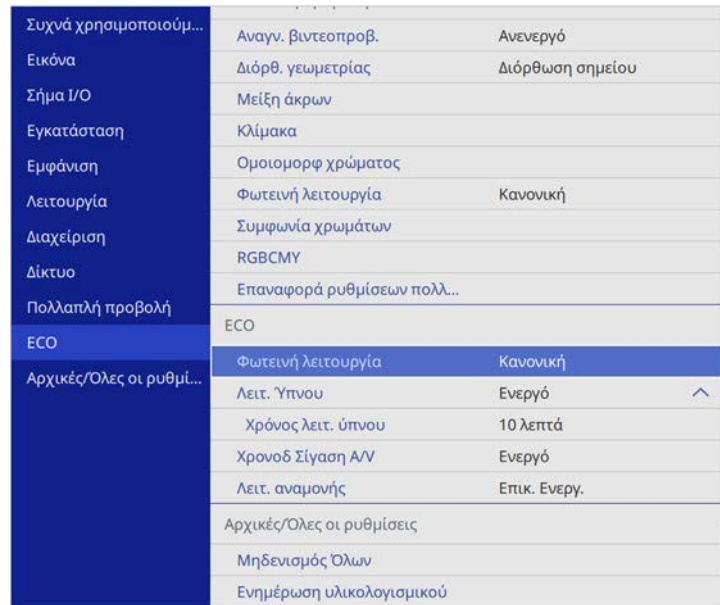 Συχνά χρησιμοποιούμ...
Εικόνα
Σήμα I/O
Εγκατάσταση
Εμφάνιση
Λειτουργία
Διαχείριση
Δίκτυο
Πολλαπλή προβολή
ECO
Αρχικές/Όλες οι ρυθμί...
Αναγν. βιντεοπροβ. Ανενεργό
Διόρθ. γεωμετρίας Διόρθωση σημείου
Μείξη άκρων
Κλίμακα
Ομοιομορφ χρώματος
Φωτεινή λειτουργία Κανονική
Συμφωνία χρωμάτων
RGBCMY
Επαναφορά ρυθμίσεων πολλ...
ECO
Φωτεινή λειτουργία Κανονική
Λειτ. Ύπνου Ενεργό
Χρόνος λειτ. ύπνου 10 λεπτά
Χρονοδ Σίγαση A/V Ενεργό
Λειτ. αναμονής Επικ. Ενεργ.
Αρχικές/Όλες οι ρυθμίσεις
Μηδενισμός Όλων
Ενημέρωση υλικολογισμικού